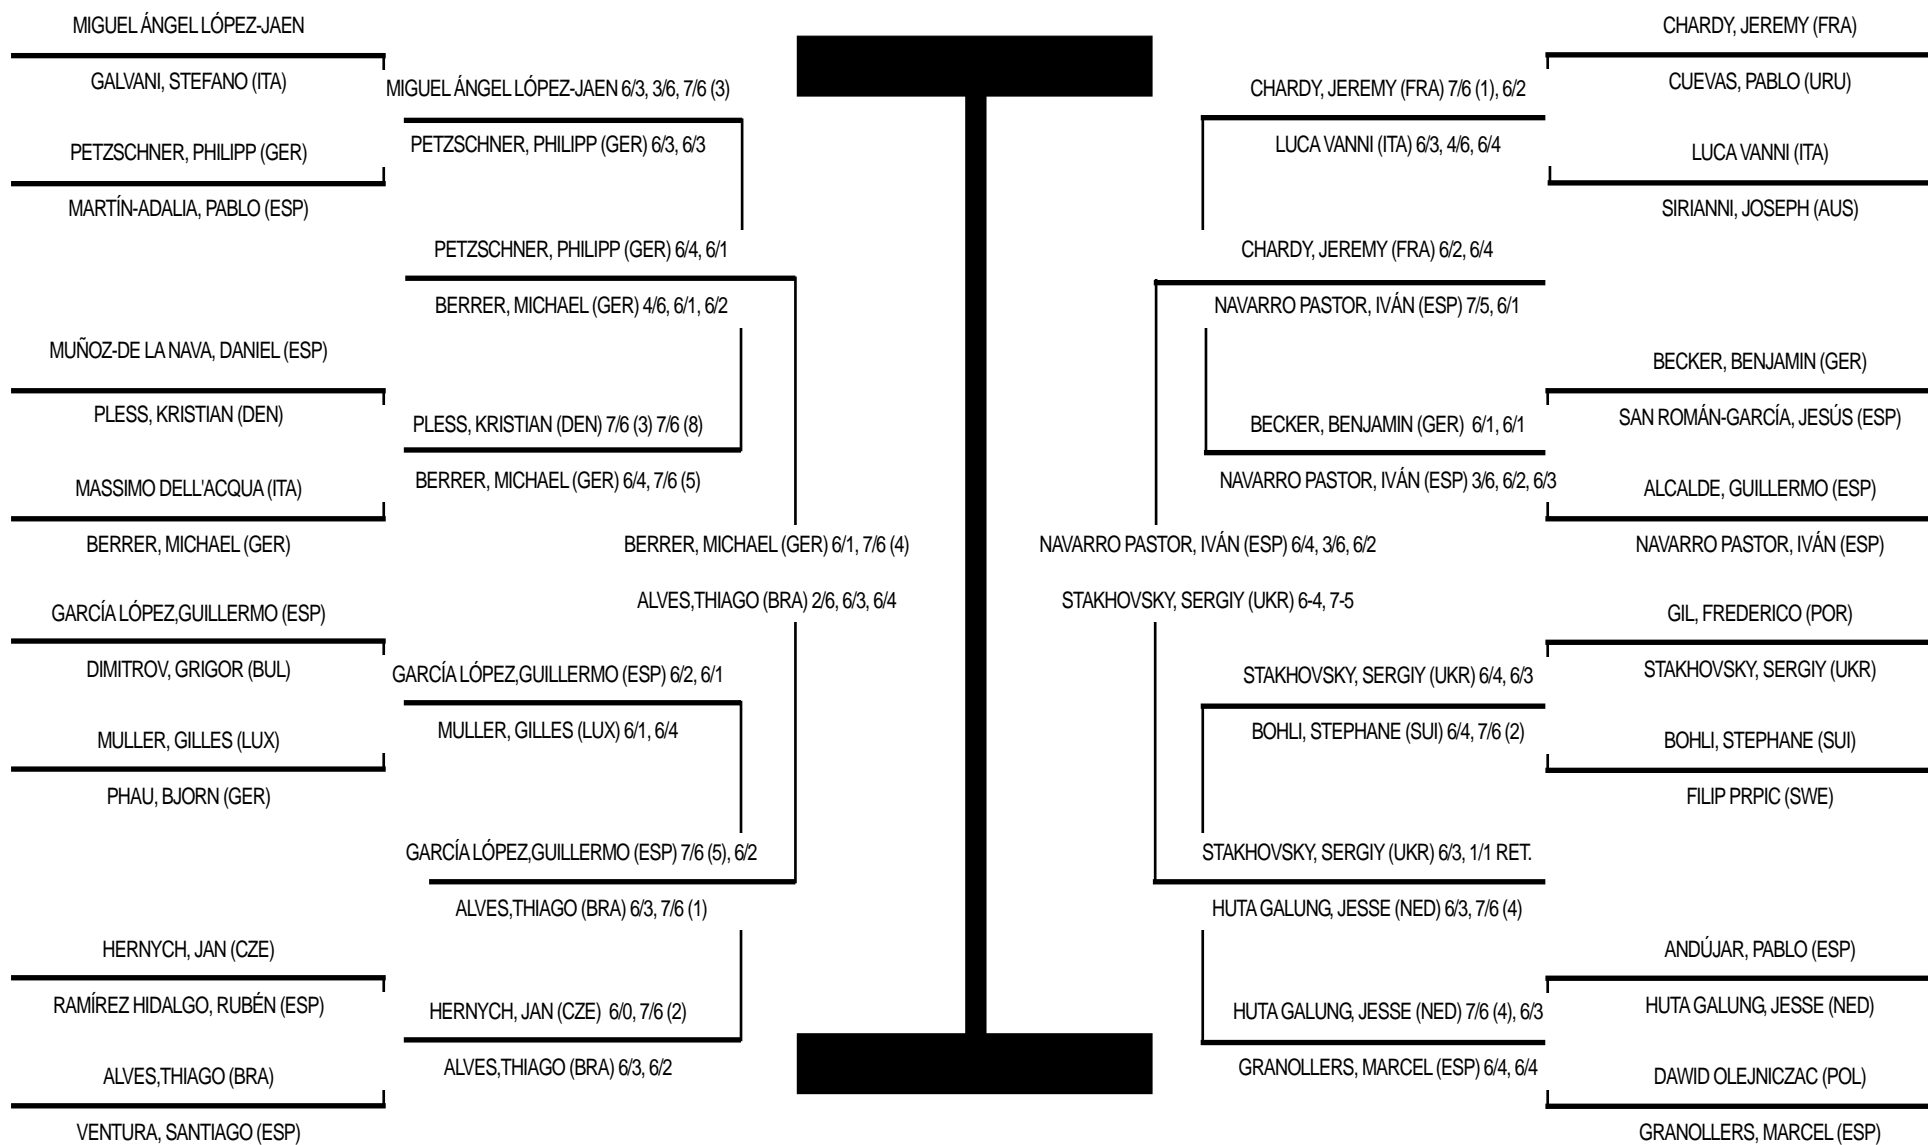 MIGUEL ÁNGEL LÓPEZ-JAEN
GALVANI, STEFANO (ITA)
PETZSCHNER, PHILIPP (GER)
MARTÍN-ADALIA, PABLO (ESP)
MUÑOZ-DE LA NAVA, DANIEL (ESP)
PLESS, KRISTIAN (DEN)
MASSIMO DELL'ACQUA (ITA)
BERRER, MICHAEL (GER)
GARCÍA LÓPEZ,GUILLERMO (ESP)
DIMITROV, GRIGOR (BUL)
MULLER, GILLES (LUX)
PHAU, BJORN (GER)
HERNYCH, JAN (CZE)
RAMÍREZ HIDALGO, RUBÉN (ESP)
ALVES,THIAGO (BRA)
VENTURA, SANTIAGO (ESP)
MIGUEL ÁNGEL LÓPEZ-JAEN 6/3, 3/6, 7/6 (3)
PETZSCHNER, PHILIPP (GER) 6/3, 6/3
PETZSCHNER, PHILIPP (GER) 6/4, 6/1
BERRER, MICHAEL (GER) 4/6, 6/1, 6/2
PLESS, KRISTIAN (DEN) 7/6 (3) 7/6 (8)
BERRER, MICHAEL (GER) 6/4, 7/6 (5)
BERRER, MICHAEL (GER) 6/1, 7/6 (4)
ALVES,THIAGO (BRA) 2/6, 6/3, 6/4
GARCÍA LÓPEZ,GUILLERMO (ESP) 6/2, 6/1
MULLER, GILLES (LUX) 6/1, 6/4
GARCÍA LÓPEZ,GUILLERMO (ESP) 7/6 (5), 6/2
ALVES,THIAGO (BRA) 6/3, 7/6 (1)
HERNYCH, JAN (CZE) 6/0, 7/6 (2)
ALVES,THIAGO (BRA) 6/3, 6/2
CHARDY, JEREMY (FRA) 7/6 (1), 6/2
LUCA VANNI (ITA) 6/3, 4/6, 6/4
CHARDY, JEREMY (FRA) 6/2, 6/4
NAVARRO PASTOR, IVÁN (ESP) 7/5, 6/1
BECKER, BENJAMIN (GER) 6/1, 6/1
NAVARRO PASTOR, IVÁN (ESP) 3/6, 6/2, 6/3
NAVARRO PASTOR, IVÁN (ESP) 6/4, 3/6, 6/2
STAKHOVSKY, SERGIY (UKR) 6-4, 7-5
STAKHOVSKY, SERGIY (UKR) 6/4, 6/3
BOHLI, STEPHANE (SUI) 6/4, 7/6 (2)
STAKHOVSKY, SERGIY (UKR) 6/3, 1/1 RET.
HUTA GALUNG, JESSE (NED) 6/3, 7/6 (4)
HUTA GALUNG, JESSE (NED) 7/6 (4), 6/3
GRANOLLERS, MARCEL (ESP) 6/4, 6/4
CHARDY, JEREMY (FRA)
CUEVAS, PABLO (URU)
LUCA VANNI (ITA)
SIRIANNI, JOSEPH (AUS)
BECKER, BENJAMIN (GER)
SAN ROMÁN-GARCÍA, JESÚS (ESP)
ALCALDE, GUILLERMO (ESP)
NAVARRO PASTOR, IVÁN (ESP)
GIL, FREDERICO (POR)
STAKHOVSKY, SERGIY (UKR)
BOHLI, STEPHANE (SUI)
FILIP PRPIC (SWE)
ANDÚJAR, PABLO (ESP)
HUTA GALUNG, JESSE (NED)
DAWID OLEJNICZAC (POL)
GRANOLLERS, MARCEL (ESP)